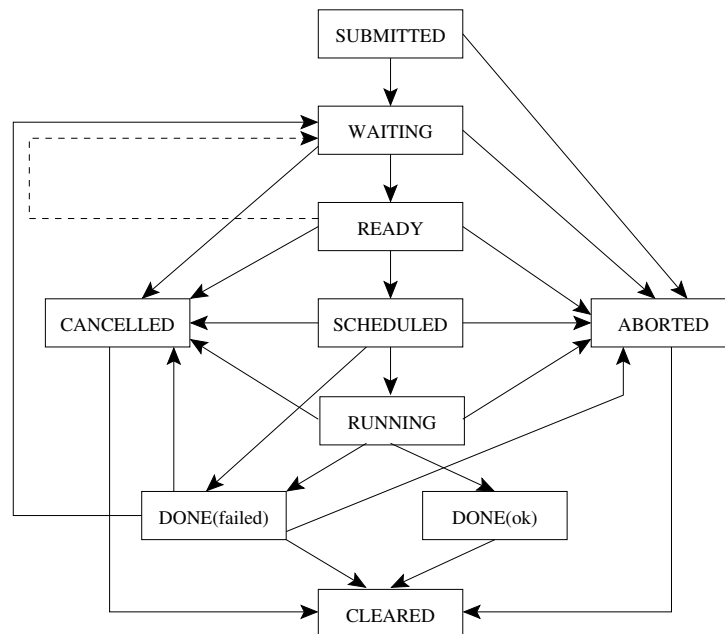 SUBMITTED
WAITING
READY
CANCELLED
SCHEDULED
ABORTED
RUNNING
DONE(failed)
DONE(ok)
CLEARED